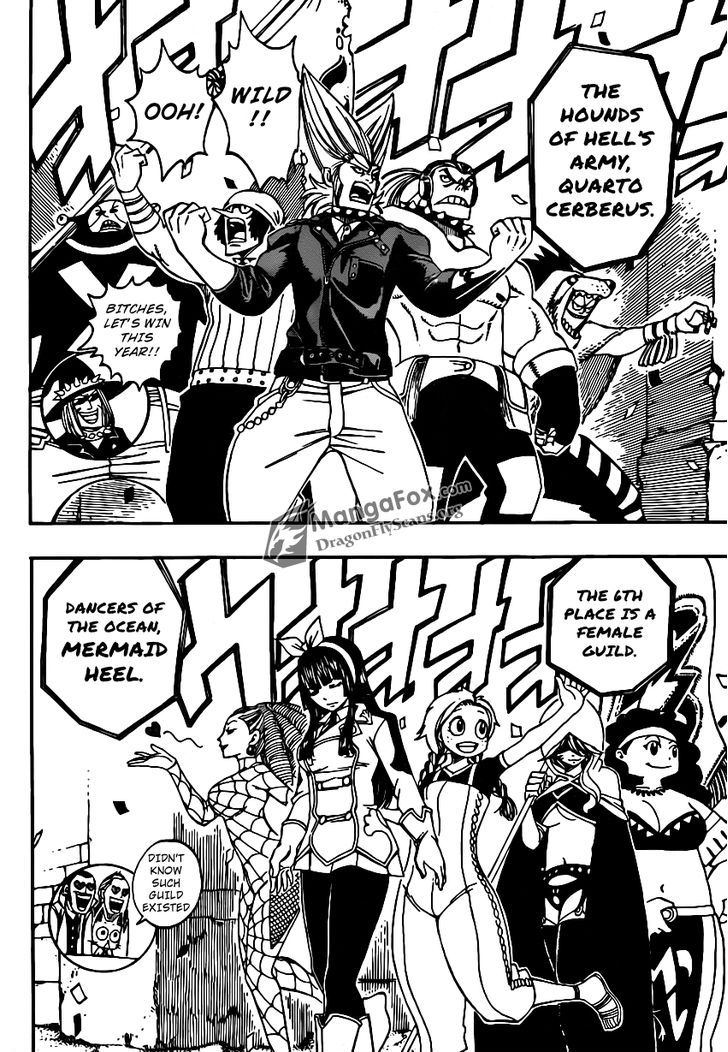 THE
HOUNDS
OF HELL'S
ARMY,
QUARTO
CERBERUS.
WILD
!!
OOH!
BITCHES,
LET'S WIN
THIS
YEAR!!
MangaFox.com
DragonFlyScans.org
THE 6TH
PLACE IS A
FEMALE
GUILD.
DANCERS OF
THE OCEAN,
MERMAID
HEEL.
DIDN'T
KNOW
SUCH
GUILD
EXISTED